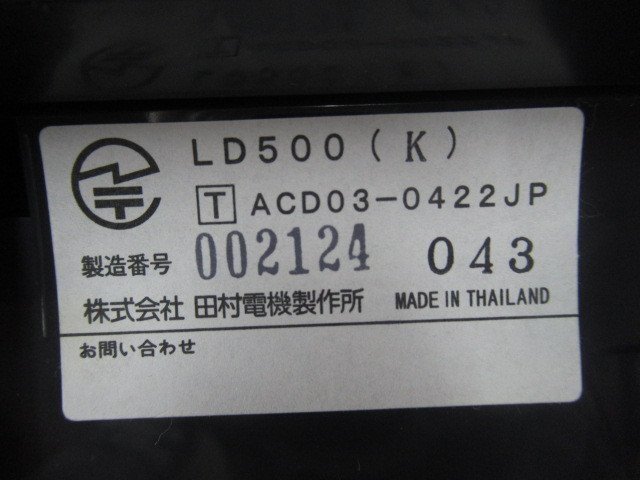 LD500(K)
T ACD03-0422JP
製造番号 002124 043
株式会社 田村電機製作所 MADE IN THAILAND
お問い合わせ